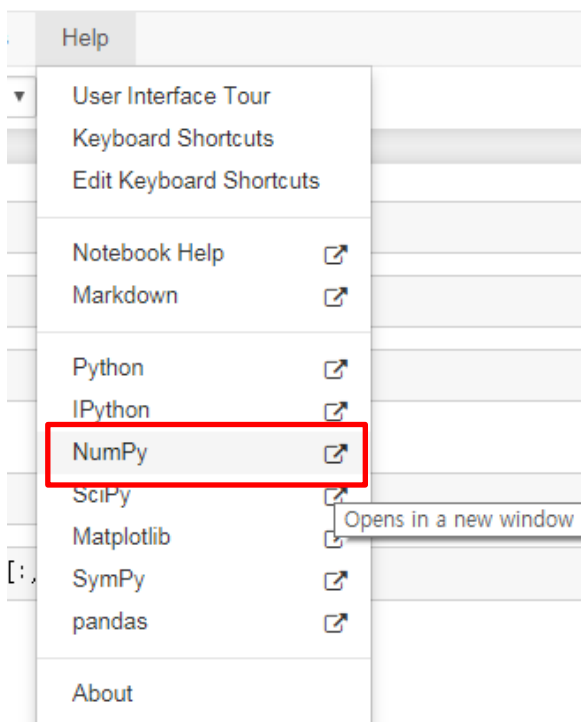 Help
User Interface Tour
Keyboard Shortcuts
Edit Keyboard Shortcuts
Notebook Help
Markdown
Python
IPython
NumPy
SciPy
Opens in a new window
Matplotlib
[:,
SymPy
pandas
About